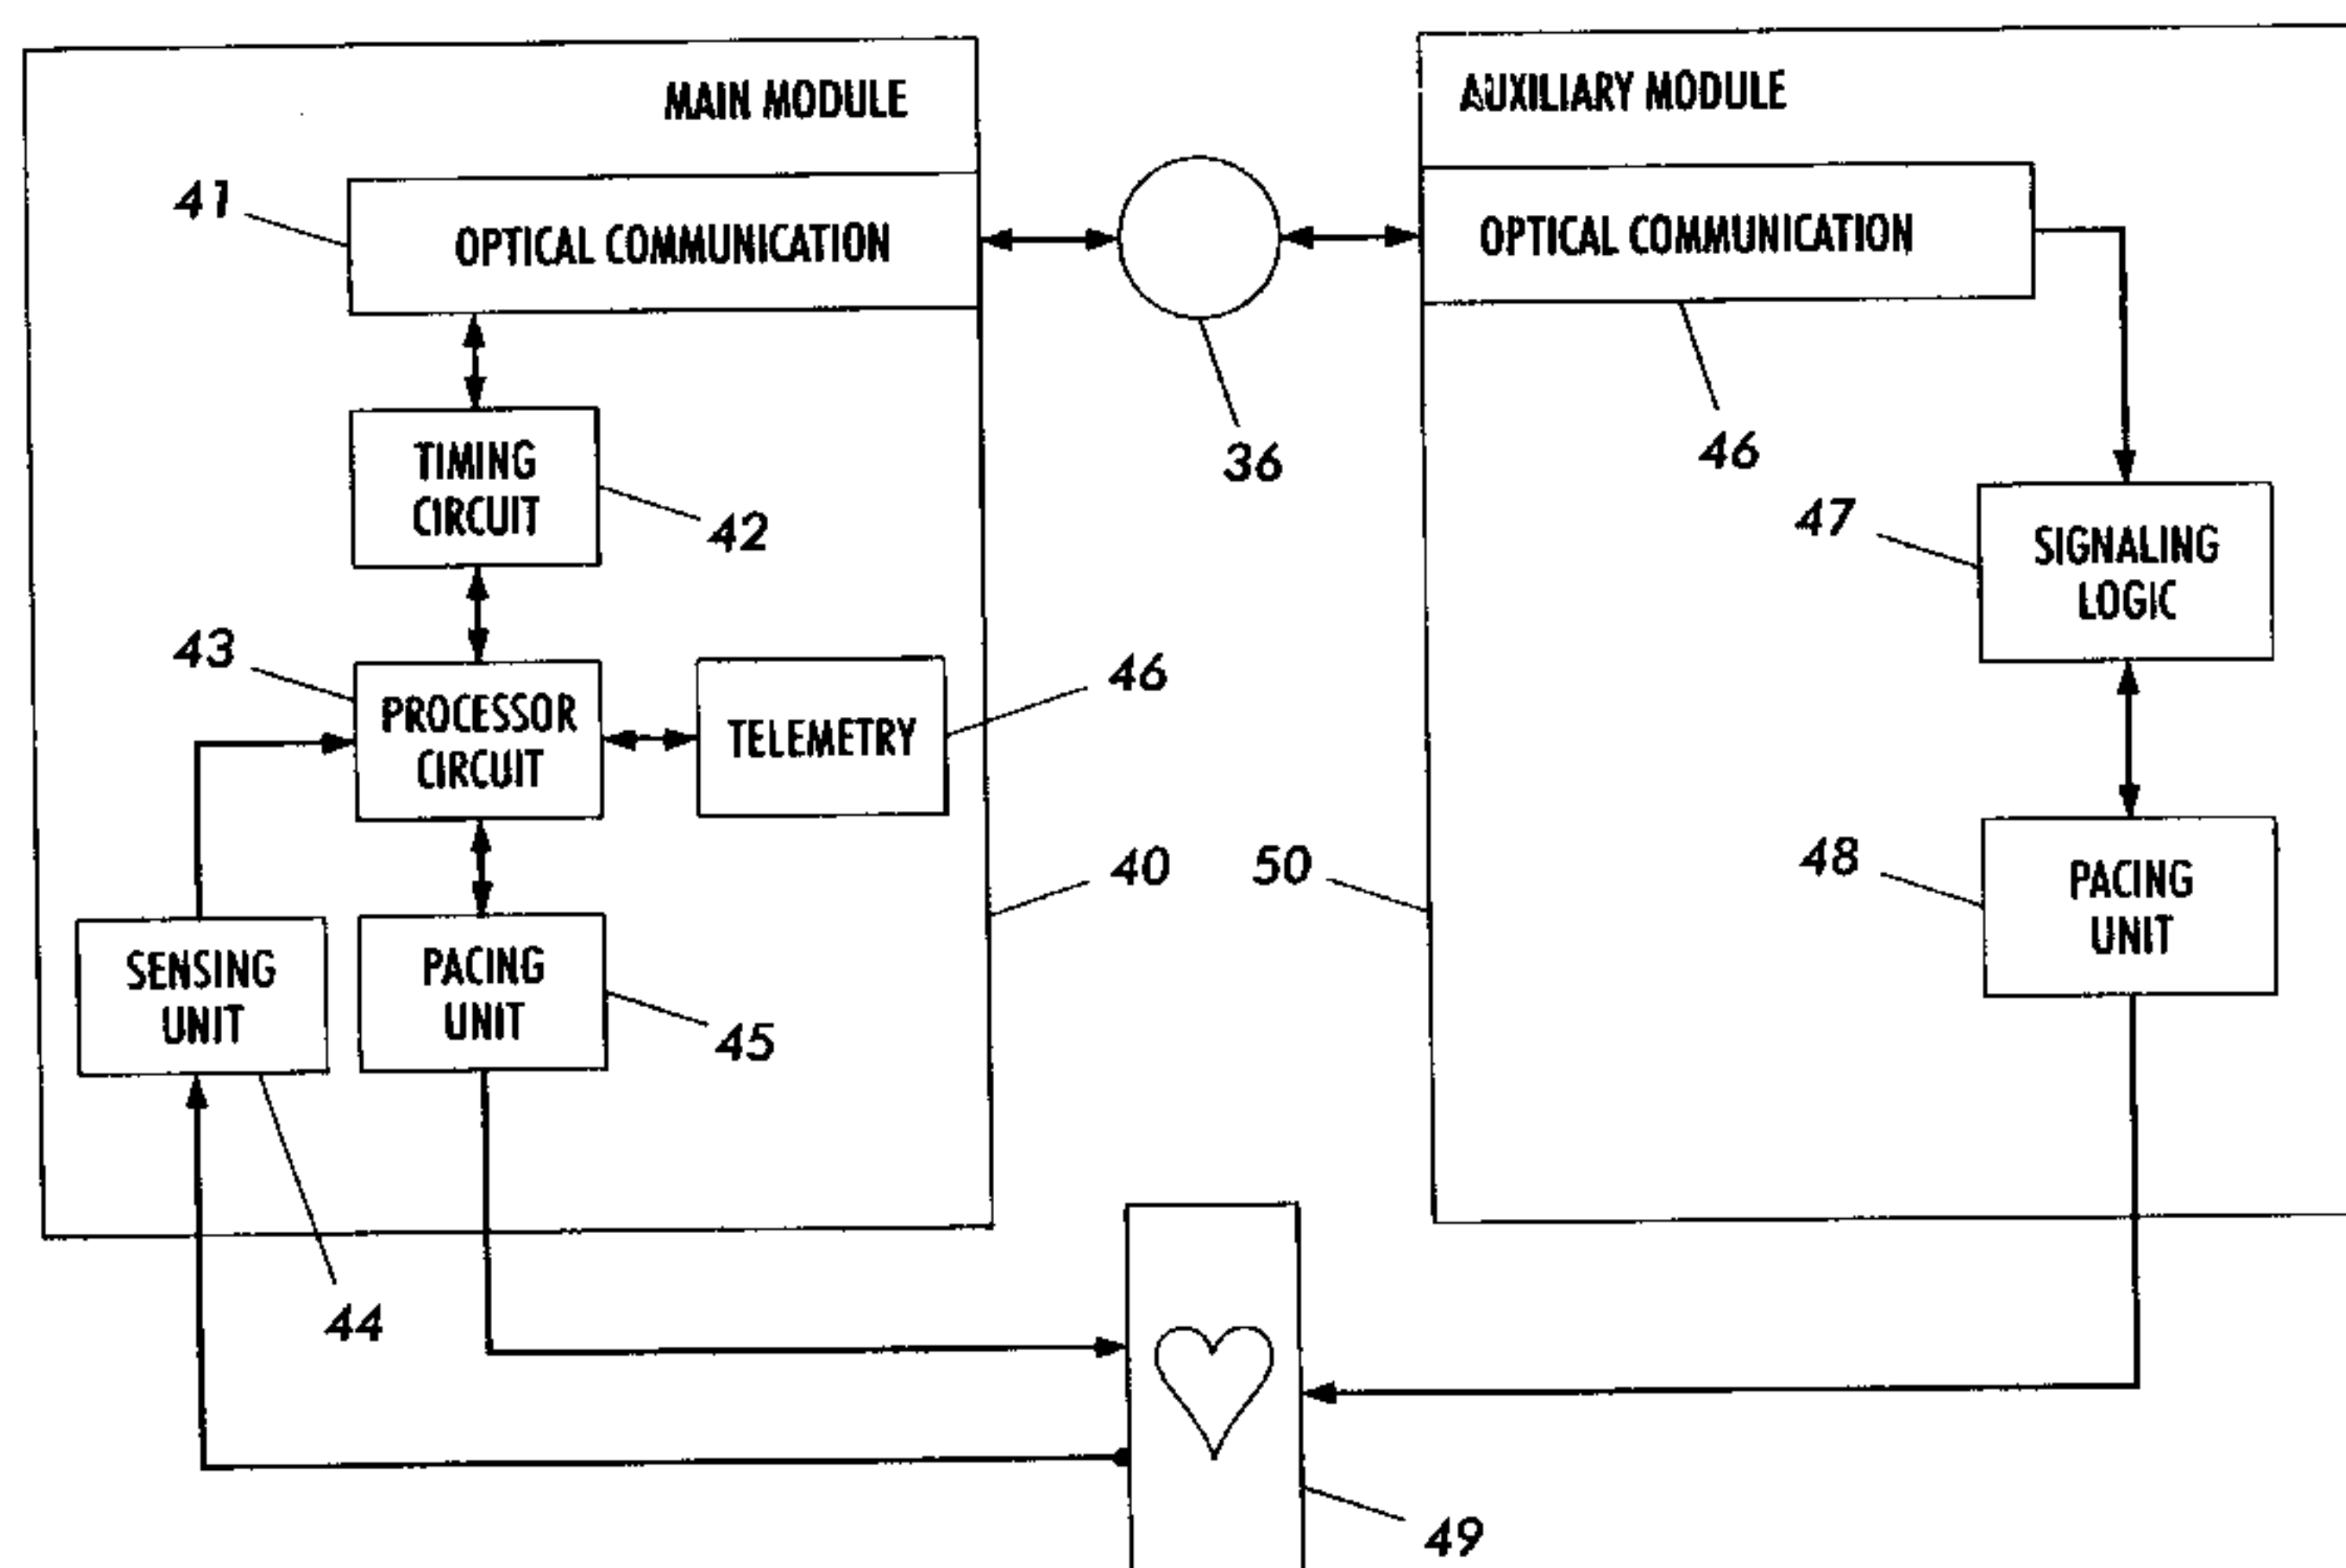 MAIN MODULE
AUXILIARY MODULE
41
OPTICAL COMMUNICATION
OPTICAL COMMUNICATION
36
46
TIMING
CIRCUIT
42
47
SIGNALING
LOGIC
43
PROCESSOR
CIRCUIT
TELEMETRY
46
40
50
48
PACING
UNIT
SENSING
UNIT
PACING
UNIT
45
44
49